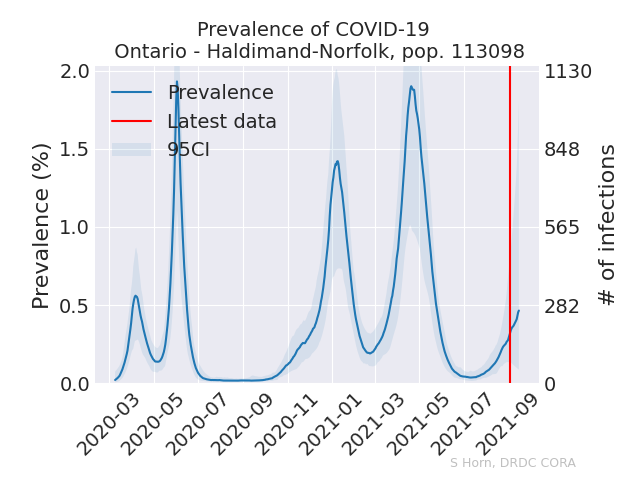 Prevalence of COVID-19
Ontario - Haldimand-Norfolk, pop. 113098
Prevalence (%)
2.0
1.5
1.0
0.5
0.0
Prevalence
Latest data
95CI
1130
848
565
282
0
# of infections
2020-03
2020-05
2020-07
2020-09
2020-11
2021-01
2021-03
2021-05
2021-07
2021-09
S Horn, DRDC CORA